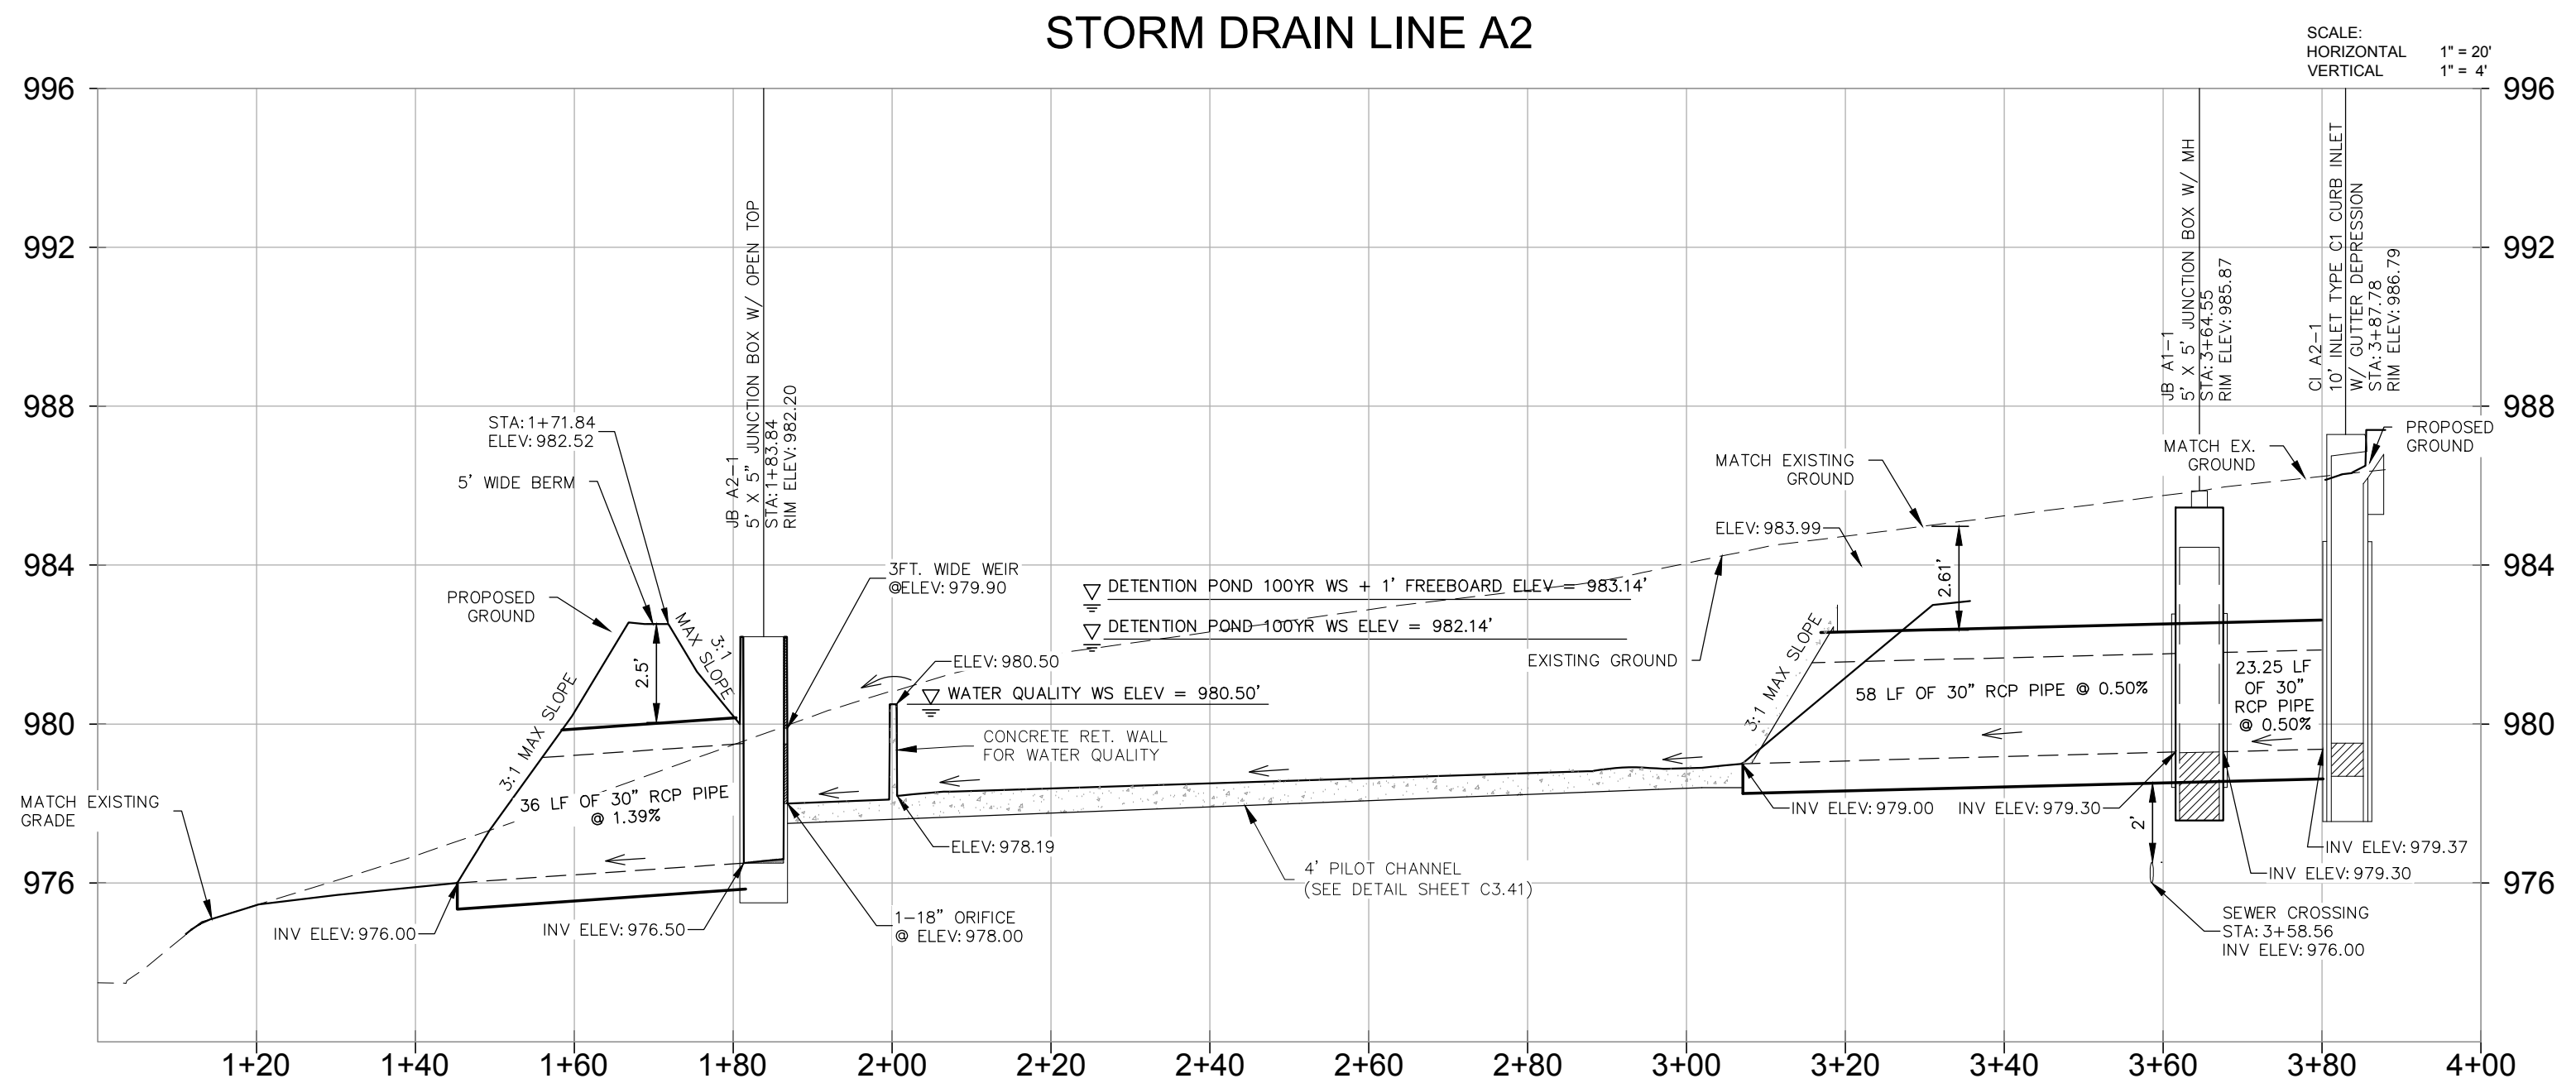 STORM DRAIN LINE A2
SCALE:
HORIZONTAL 1" = 20'
VERTICAL 1" = 4'
996
992
988
984
980
976
996
992
988
984
980
976
1+20
1+40
1+60
1+80
2+00
2+20
2+40
2+60
2+80
3+00
3+20
3+40
3+60
3+80
4+00
MATCH EXISTING
GRADE
STA: 1+71.84
ELEV: 982.52
5' WIDE BERM
PROPOSED
GROUND
3:1 MAX SLOPE
2.5'
3:1
MAX SLOPE
36 LF OF 30" RCP PIPE
@ 1.39%
INV ELEV: 976.00
INV ELEV: 976.50
JB A2-1
5' X 5" JUNCTION BOX W/ OPEN TOP
STA: 1+83.84
RIM ELEV: 982.20
3FT. WIDE WEIR
@ELEV: 979.90
ELEV: 980.50
WATER QUALITY WS ELEV = 980.50'
CONCRETE RET. WALL
FOR WATER QUALITY
ELEV: 978.19
1-18" ORIFICE
@ ELEV: 978.00
DETENTION POND 100YR WS + 1' FREEBOARD ELEV = 983.14'
DETENTION POND 100YR WS ELEV = 982.14'
4' PILOT CHANNEL
(SEE DETAIL SHEET C3.41)
EXISTING GROUND
MATCH EXISTING
GROUND
ELEV: 983.99
2.61'
3:1 MAX SLOPE
58 LF OF 30" RCP PIPE @ 0.50%
INV ELEV: 979.00
INV ELEV: 979.30
2'
JB A1-1
5' X 5' JUNCTION BOX W/ MH
STA: 3+64.55
RIM ELEV: 985.87
CI A2-1
10' INLET TYPE C1 CURB INLET
W/ GUTTER DEPRESSION
STA: 3+87.78
RIM ELEV: 986.79
MATCH EX.
GROUND
PROPOSED
GROUND
23.25 LF
OF 30"
RCP PIPE
@ 0.50%
INV ELEV: 979.37
INV ELEV: 979.30
SEWER CROSSING
STA: 3+58.56
INV ELEV: 976.00